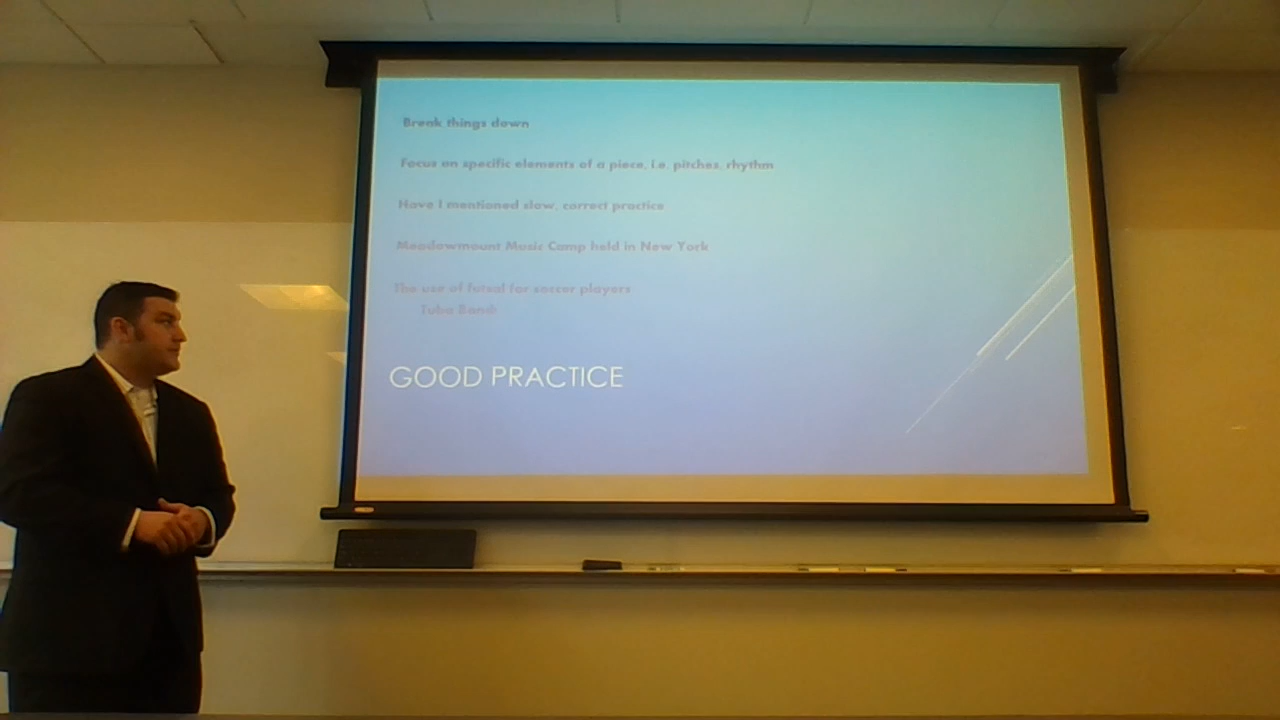 Break things down
Focus on specific elements of a piece, i.e. pitches, rhythm
Have I mentioned slow, correct practice
Meadowmount Music Camp held in New York
The use of futsal for soccer players
Tuba Bandi
GOOD PRACTICE